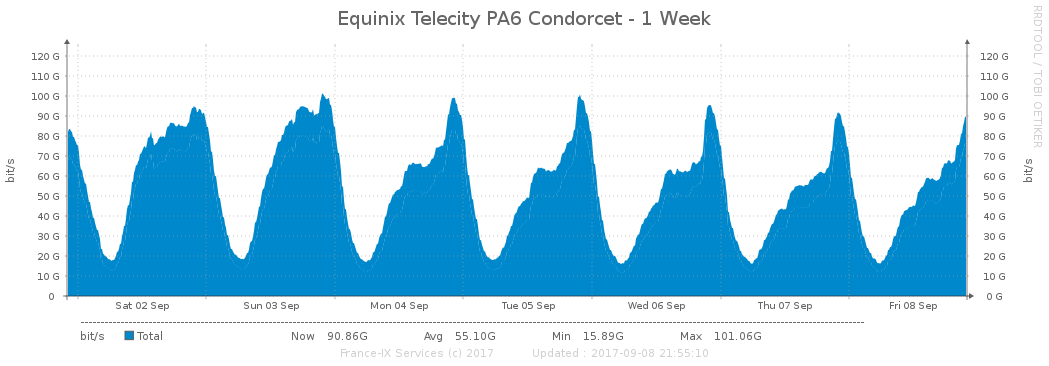 Equinix Telecity PA6 Condorcet - 1 Week
RRDTOOL / TOBI OETIKER
120 G 120 G
110 G 110 G
100 G 100 G
90 G 90 G
80 G 80 G
70 G 70 G
60 G 60 G
50 G 50 G
40 G 40 G
30 G 30 G
20 G 20 G
10 G 10 G
0 0 G
bit/s bit/s
Sat 02 Sep Sun 03 Sep Mon 04 Sep Tue 05 Sep Wed 06 Sep Thu 07 Sep Fri 08 Sep
bit/s Total Now 90.86G Avg 55.10G Min 15.89G Max 101.06G
France-IX Services (c) 2017 Updated : 2017-09-08 21:55:10